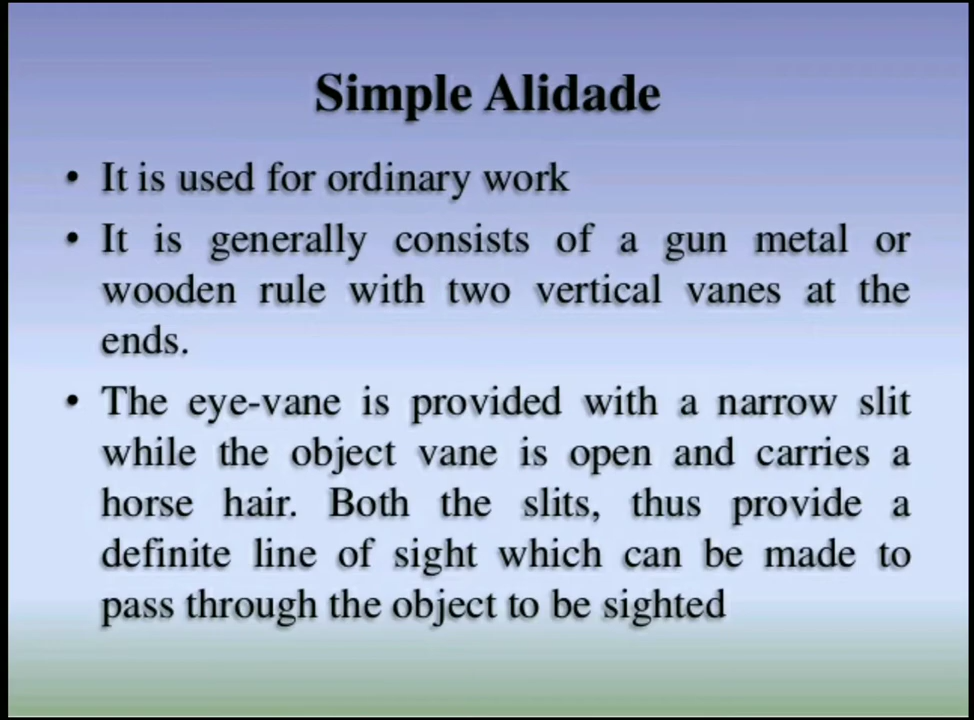 Simple Alidade
• It is used for ordinary work
• It is generally consists of a gun metal or
wooden rule with two vertical vanes at the
ends.
• The eye-vane is provided with a narrow slit
while the object vane is open and carries a
horse hair. Both the slits, thus provide a
definite line of sight which can be made to
pass through the object to be sighted